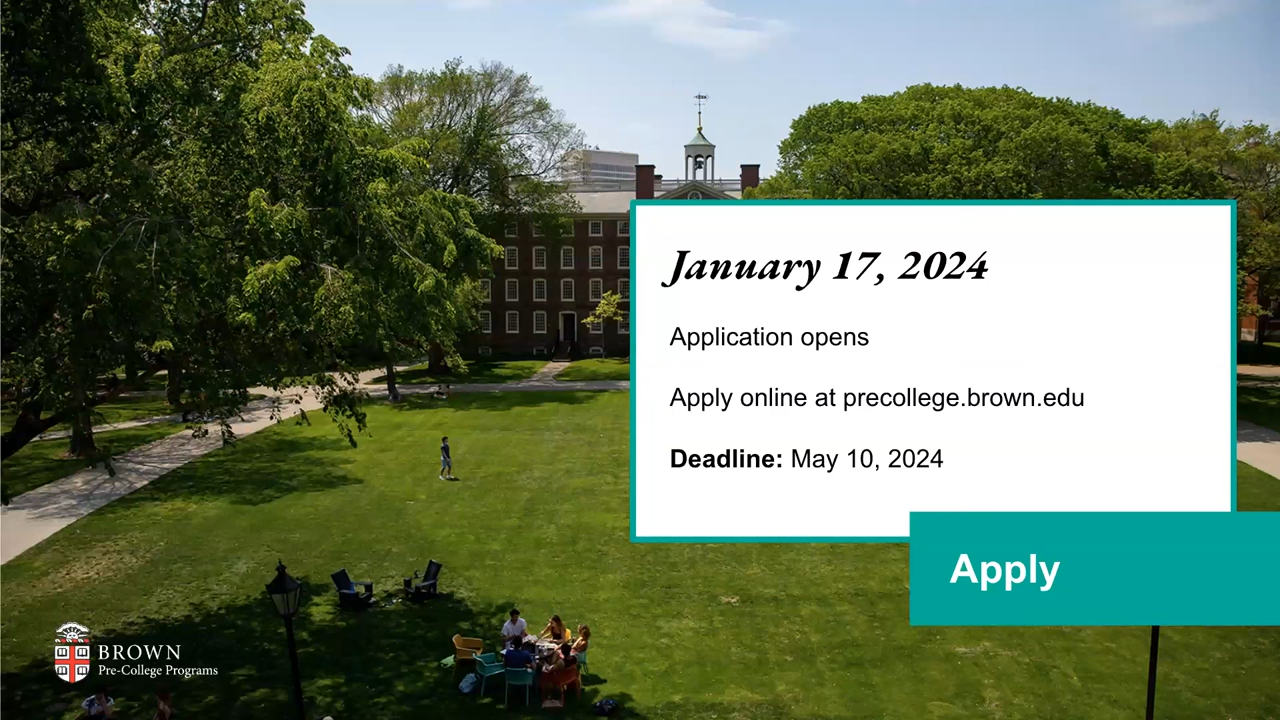 January 17, 2024
Application opens
Apply online at precollege.brown.edu
Deadline: May 10, 2024
Apply
BROWN
Pre-College Programs